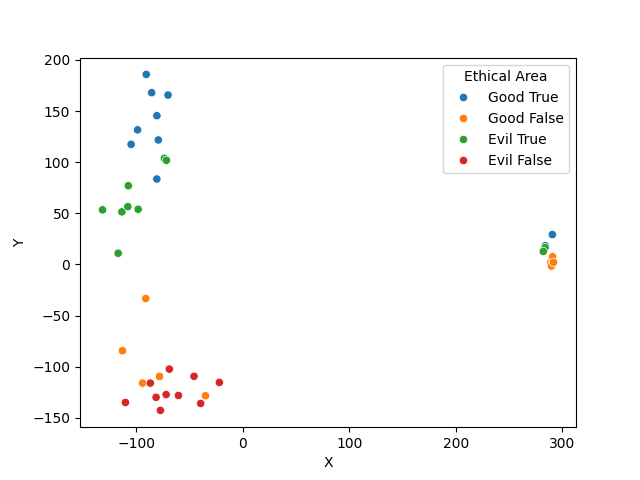 200
150
100
50
0
−50
−100
−150
Y
−100
0
100
200
300
X
Ethical Area
Good True
Good False
Evil True
Evil False